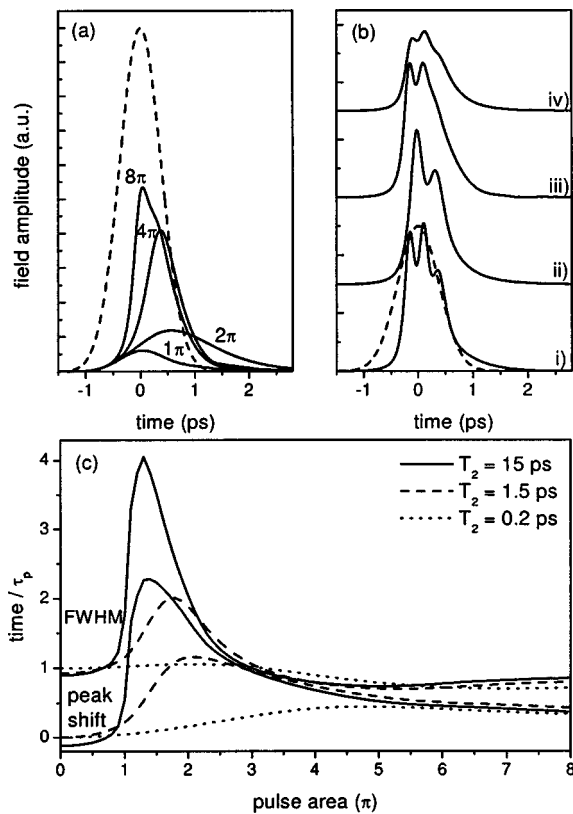 (a)
(b)
field amplitude (a.u.)
8π
4π
2π
1π
iv)
iii)
ii)
i)
-1 0 1 2
-1 0 1 2
time (ps)
time (ps)
(c)
T₂ = 15 ps
T₂ = 1.5 ps
T₂ = 0.2 ps
time / τₚ
4
3
2
1
0
FWHM
peak
shift
0 1 2 3 4 5 6 7 8
pulse area (π)